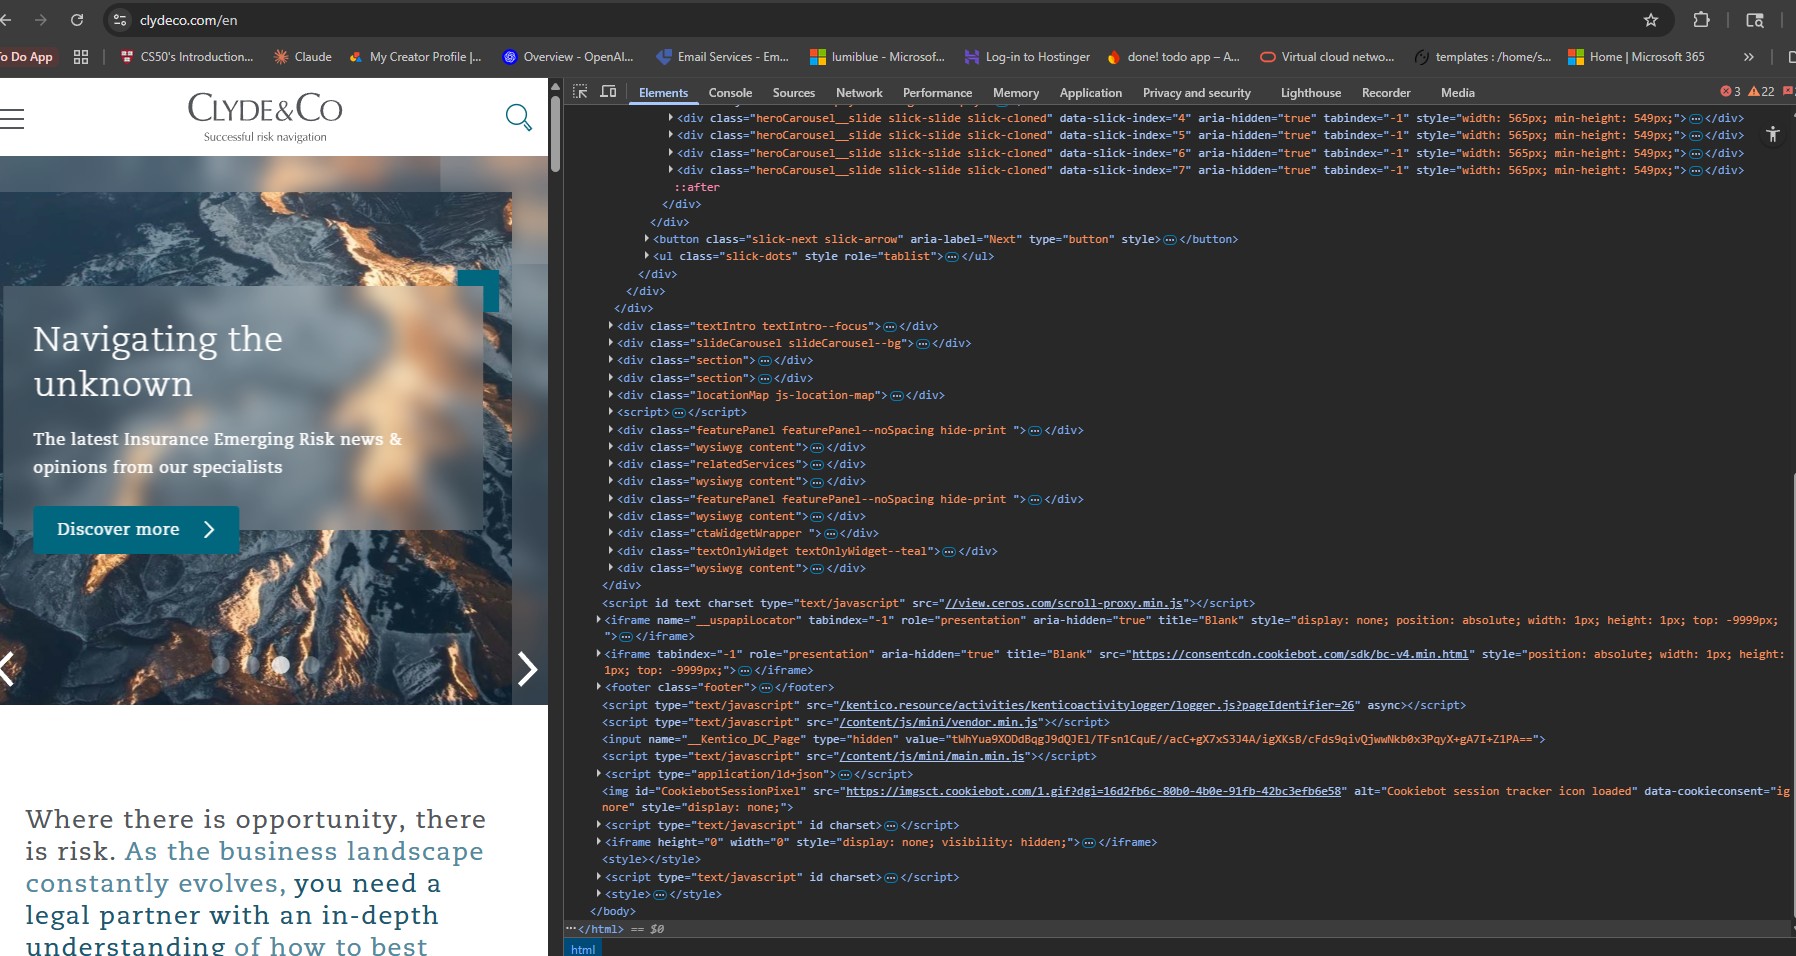 clydeco.com/en
To Do App
CS50's Introduction...
Claude
My Creator Profile |...
Overview - OpenAI...
Email Services - Em...
lumiblue - Microsof...
Log-in to Hostinger
done! todo app – A...
Virtual cloud netwo...
templates : /home/s...
Home | Microsoft 365
»
CLYDE&CO
Successful risk navigation
Navigating the
unknown
The latest Insurance Emerging Risk news &
opinions from our specialists
Discover more
Where there is opportunity, there
is risk. As the business landscape
constantly evolves, you need a
legal partner with an in-depth
understanding of how to best
Elements Console Sources Network Performance Memory Application Privacy and security Lighthouse Recorder Media 3 22
<div class="heroCarousel__slide slick-slide slick-cloned" data-slick-index="4" aria-hidden="true" tabindex="-1" style="width: 565px; min-height: 549px;">…</div>
<div class="heroCarousel__slide slick-slide slick-cloned" data-slick-index="5" aria-hidden="true" tabindex="-1" style="width: 565px; min-height: 549px;">…</div>
<div class="heroCarousel__slide slick-slide slick-cloned" data-slick-index="6" aria-hidden="true" tabindex="-1" style="width: 565px; min-height: 549px;">…</div>
<div class="heroCarousel__slide slick-slide slick-cloned" data-slick-index="7" aria-hidden="true" tabindex="-1" style="width: 565px; min-height: 549px;">…</div>
::after
</div>
</div>
<button class="slick-next slick-arrow" aria-label="Next" type="button" style>…</button>
<ul class="slick-dots" style role="tablist">…</ul>
</div>
</div>
</div>
<div class="textIntro textIntro--focus">…</div>
<div class="slideCarousel slideCarousel--bg">…</div>
<div class="section">…</div>
<div class="section">…</div>
<div class="locationMap js-location-map">…</div>
<script>…</script>
<div class="featurePanel featurePanel--noSpacing hide-print ">…</div>
<div class="wysiwyg content">…</div>
<div class="relatedServices">…</div>
<div class="wysiwyg content">…</div>
<div class="featurePanel featurePanel--noSpacing hide-print ">…</div>
<div class="wysiwyg content">…</div>
<div class="ctaWidgetWrapper ">…</div>
<div class="textOnlyWidget textOnlyWidget--teal">…</div>
<div class="wysiwyg content">…</div>
</div>
<script id text charset type="text/javascript" src="//view.ceros.com/scroll-proxy.min.js"></script>
<iframe name="__uspapiLocator" tabindex="-1" role="presentation" aria-hidden="true" title="Blank" style="display: none; position: absolute; width: 1px; height: 1px; top: -9999px;
">…</iframe>
<iframe tabindex="-1" role="presentation" aria-hidden="true" title="Blank" src="https://consentcdn.cookiebot.com/sdk/bc-v4.min.html" style="position: absolute; width: 1px; height:
1px; top: -9999px;">…</iframe>
<footer class="footer">…</footer>
<script type="text/javascript" src="/kentico.resource/activities/kenticoactivitylogger/logger.js?pageIdentifier=26" async></script>
<script type="text/javascript" src="/content/js/mini/vendor.min.js"></script>
<input name="__Kentico_DC_Page" type="hidden" value="tWhYua9XODdBqgJ9dQJEl/TFsn1CquE//acC+gX7xS3J4A/igXKsB/cFds9qivQjwwNkb0x3PqyX+gA7I+Z1PA==">
<script type="text/javascript" src="/content/js/mini/main.min.js"></script>
<script type="application/ld+json">…</script>
<img id="CookiebotSessionPixel" src="https://imgsct.cookiebot.com/1.gif?dgi=16d2fb6c-80b0-4b0e-91fb-42bc3efb6e58" alt="Cookiebot session tracker icon loaded" data-cookieconsent="ig
nore" style="display: none;">
<script type="text/javascript" id charset>…</script>
<iframe height="0" width="0" style="display: none; visibility: hidden;">…</iframe>
<style></style>
<script type="text/javascript" id charset>…</script>
<style>…</style>
</body>
…</html> == $0
html